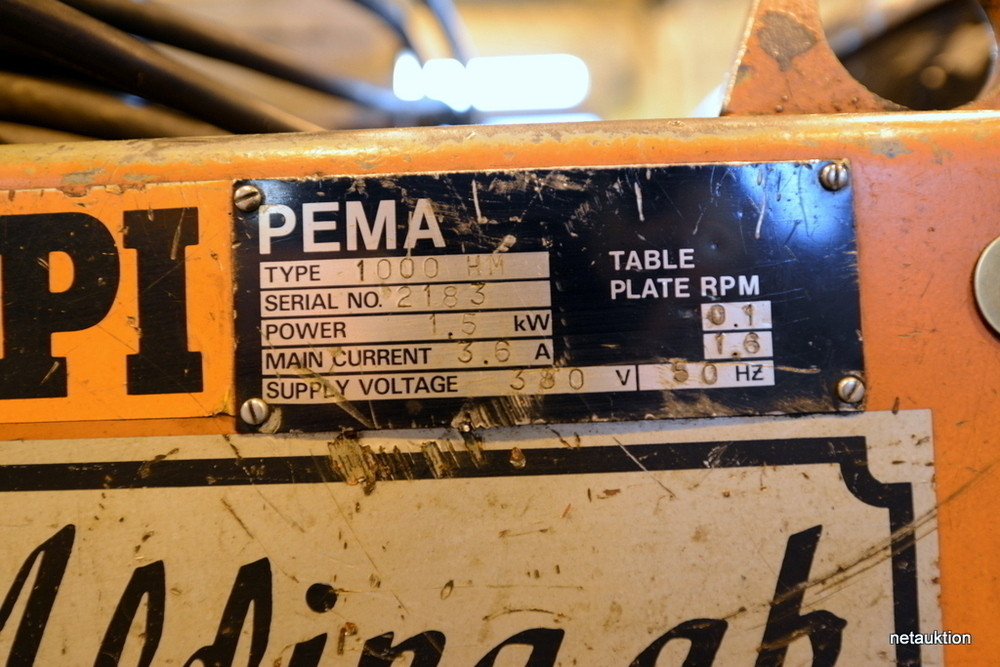 PI
PEMA
TYPE 1000 HM
SERIAL NO. 2183
POWER 1.5 kW
MAIN CURRENT 3.6 A
SUPPLY VOLTAGE 380 V 50 HZ
TABLE
PLATE RPM
0.1
1.6
netauktion